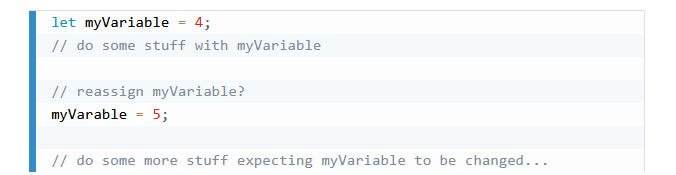 let myVariable = 4;
// do some stuff with myVariable
// reassign myVariable?
myVarable = 5;
// do some more stuff expecting myVariable to be changed...